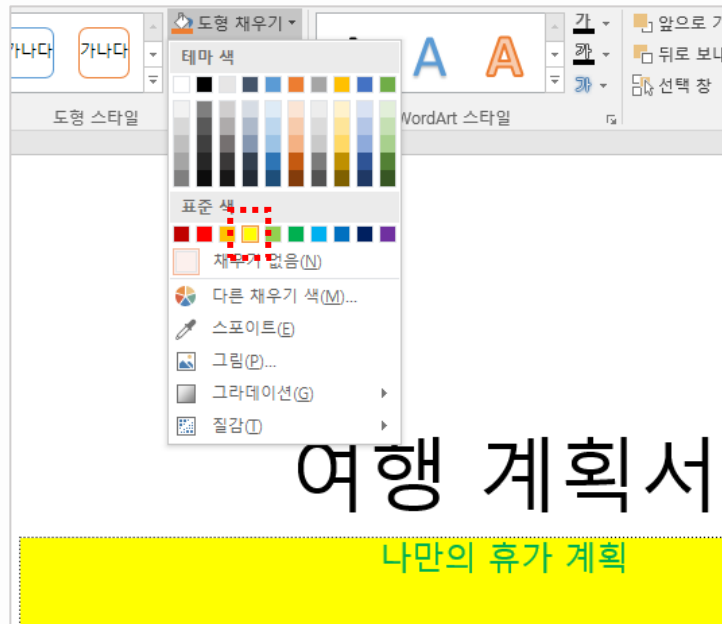 가나다 가나다
도형 채우기
가
앞으로
가
뒤로
가
선택 창
A A
도형 스타일
WordArt 스타일
테마 색
표준 색
채우기 없음(N)
다른 채우기 색(M)...
스포이트(E)
그림(P)...
그라데이션(G)
질감(T)
여행 계획서
나만의 휴가 계획